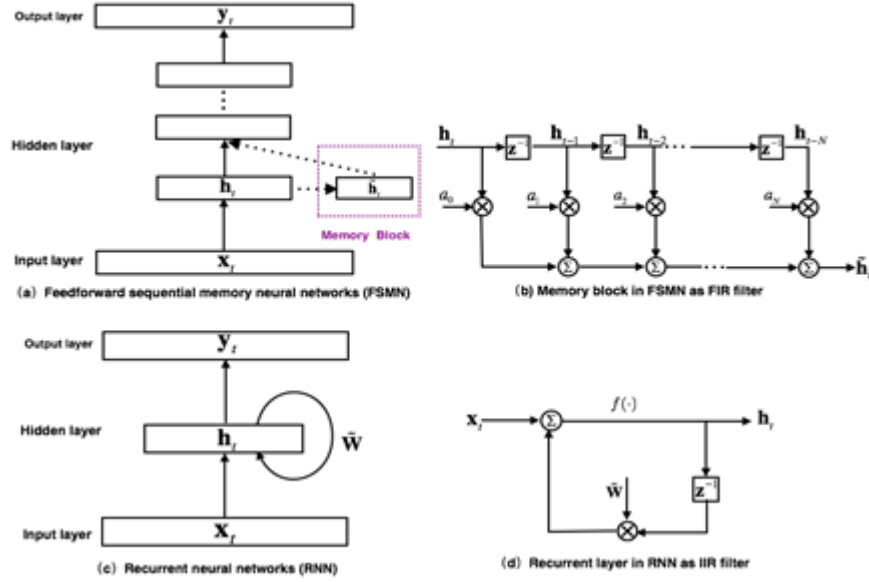 Output layer
y_t
Hidden layer
h_t
h̃_t
Memory Block
Input layer
x_t
(a) Feedforward sequential memory neural networks (FSMN)
h_t z⁻¹ h_{t-1} z⁻¹ h_{t-2} ... z⁻¹ h_{t-N}
a_0 ⊗ a_1 ⊗ a_2 ⊗ a_N ⊗
Σ Σ ... Σ h̃_t
(b) Memory block in FSMN as FIR filter
Output layer
y_t
Hidden layer
h_t
W̃
Input layer
x_t
(c) Recurrent neural networks (RNN)
f(·)
x_t Σ h_t
z⁻¹
W̃
⊗
(d) Recurrent layer in RNN as IIR filter